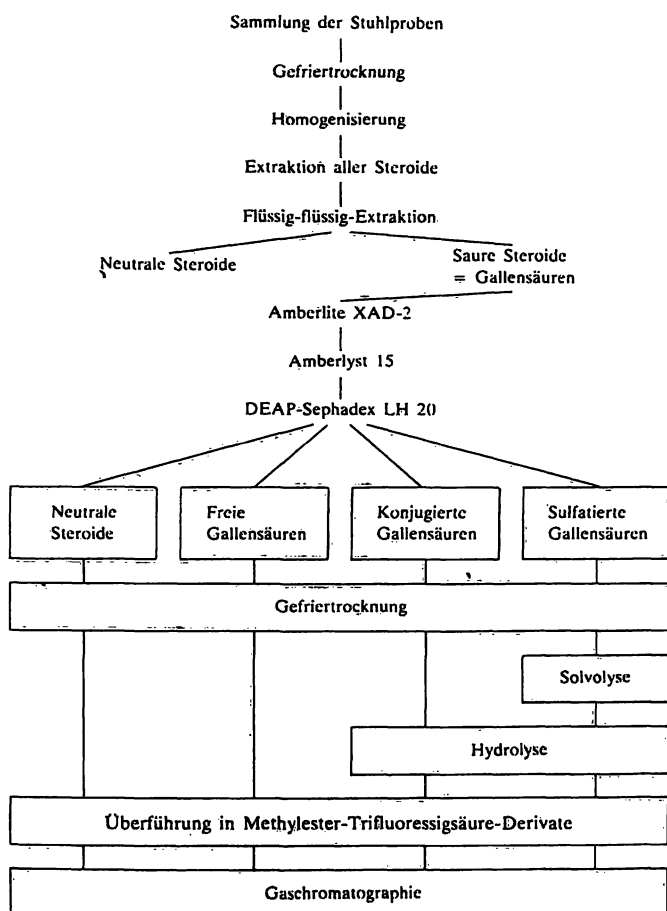 Sammlung der Stuhlproben
Gefriertrocknung
Homogenisierung
Extraktion aller Steroide
Flüssig-flüssig-Extraktion
Neutrale Steroide
Saure Steroide
= Gallensäuren
Amberlite XAD-2
Amberlyst 15
DEAP-Sephadex LH 20
Neutrale
Steroide
Freie
Gallensäuren
Konjugierte
Gallensäuren
Sulfatierte
Gallensäuren
Gefriertrocknung
Solvolyse
Hydrolyse
Überführung in Methylester-Trifluoressigsäure-Derivate
Gaschromatographie